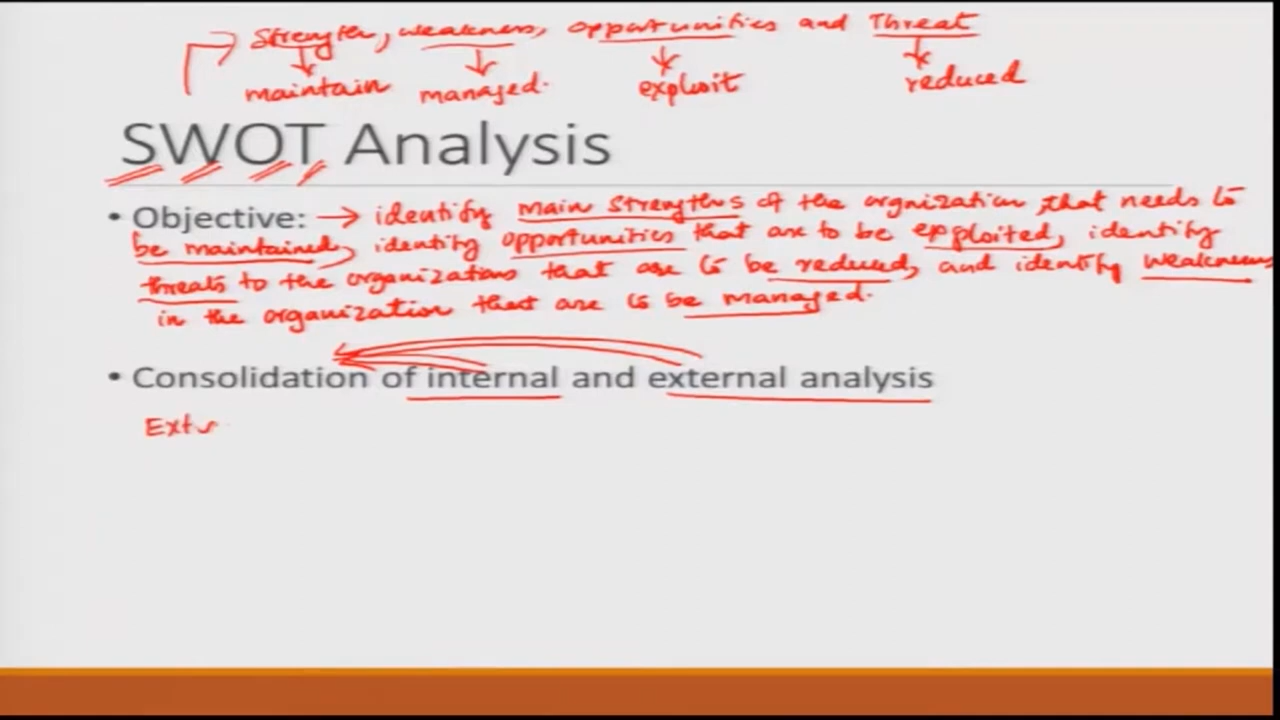 Strength, weakness, opportunities and Threat
maintain managed. exploit reduced
SWOT Analysis
• Objective: → identify main strengths of the orgnization, that needs to
be maintained, identity opportunities that are to be exploited, identify
threats to the organizations that are to be reduced, and identify weakness
in the organization that are to be managed.
• Consolidation of internal and external analysis